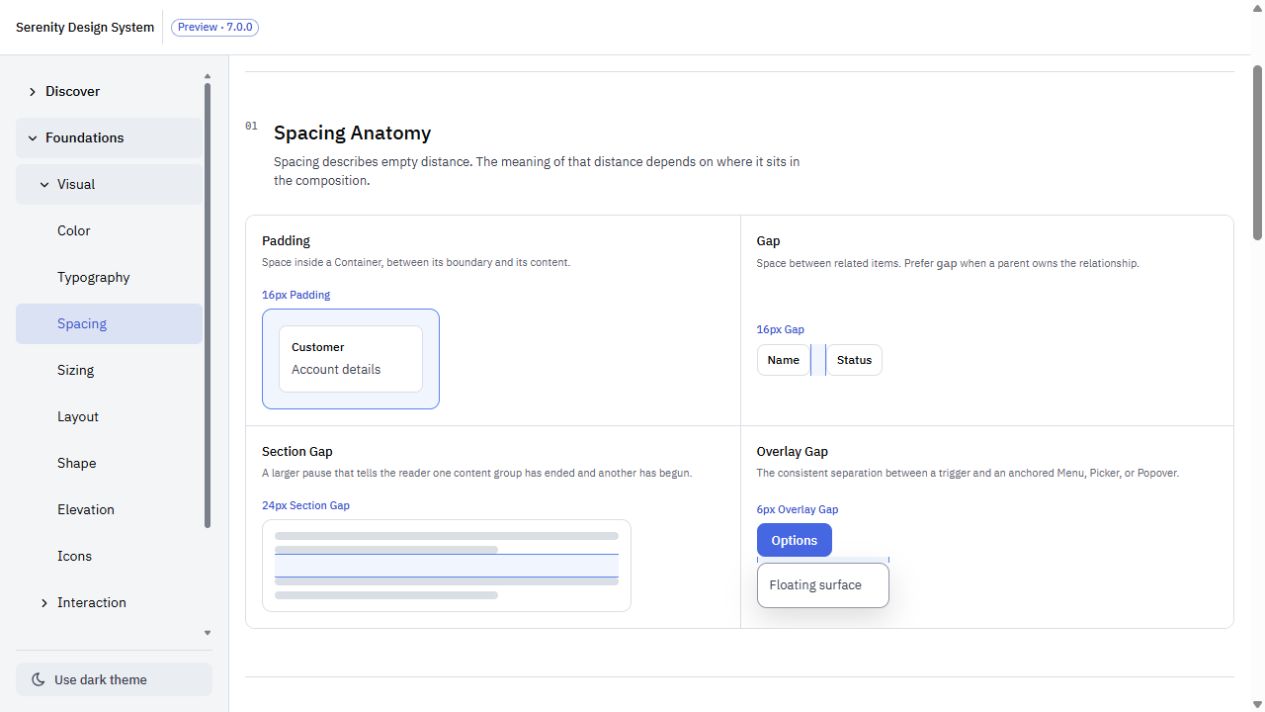 Serenity Design System
Preview · 7.0.0
Discover
Foundations
Visual
Color
Typography
Spacing
Sizing
Layout
Shape
Elevation
Icons
Interaction
Use dark theme
01
Spacing Anatomy
Spacing describes empty distance. The meaning of that distance depends on where it sits in
the composition.
Padding
Space inside a Container, between its boundary and its content.
16px Padding
Customer
Account details
Gap
Space between related items. Prefer gap when a parent owns the relationship.
16px Gap
Name
Status
Section Gap
A larger pause that tells the reader one content group has ended and another has begun.
24px Section Gap
Overlay Gap
The consistent separation between a trigger and an anchored Menu, Picker, or Popover.
6px Overlay Gap
Options
Floating surface